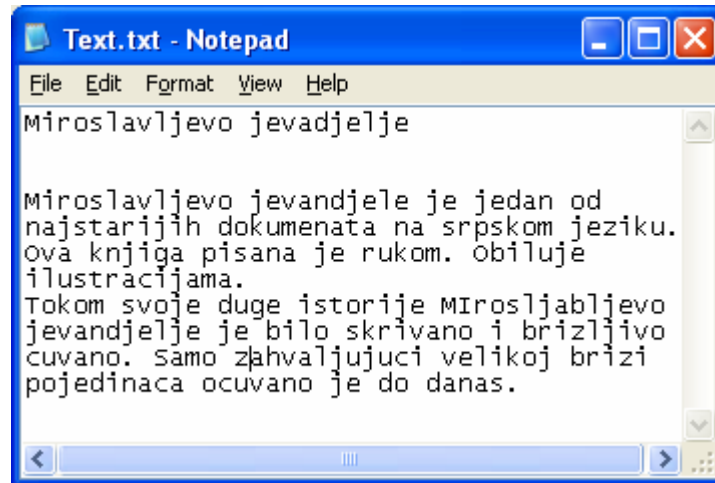 Text.txt - Notepad
File Edit Format View Help
Miroslavljevo jevadjelje
Miroslavljevo jevandjele je jedan od
najstarijih dokumenata na srpskom jeziku.
Ova knjiga pisana je rukom. Obiluje
ilustracijama.
Tokom svoje duge istorije MIrosljabljevo
jevandjelje je bilo skrivano i brizljivo
cuvano. Samo zahvaljujuci velikoj brizi
pojedinaca ocuvano je do danas.